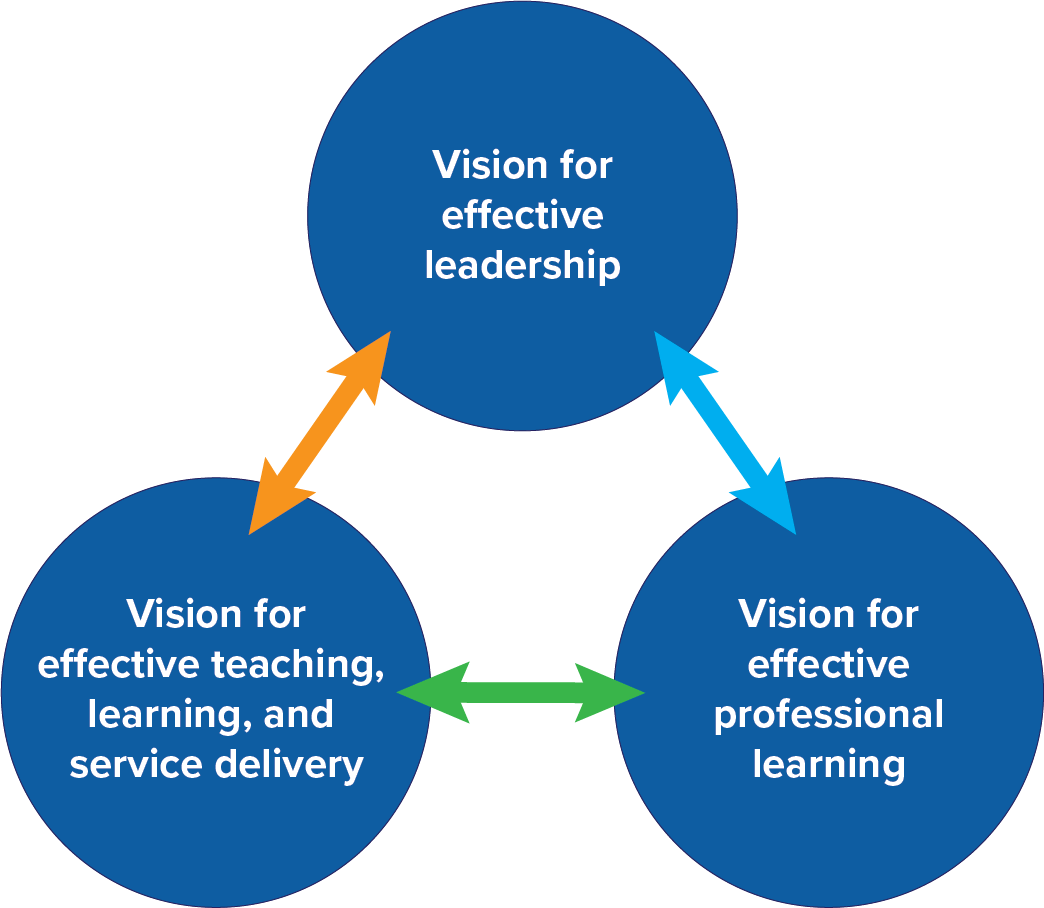 Vision for
effective
leadership
Vision for
effective teaching,
learning, and
service delivery
Vision for
effective
professional
learning